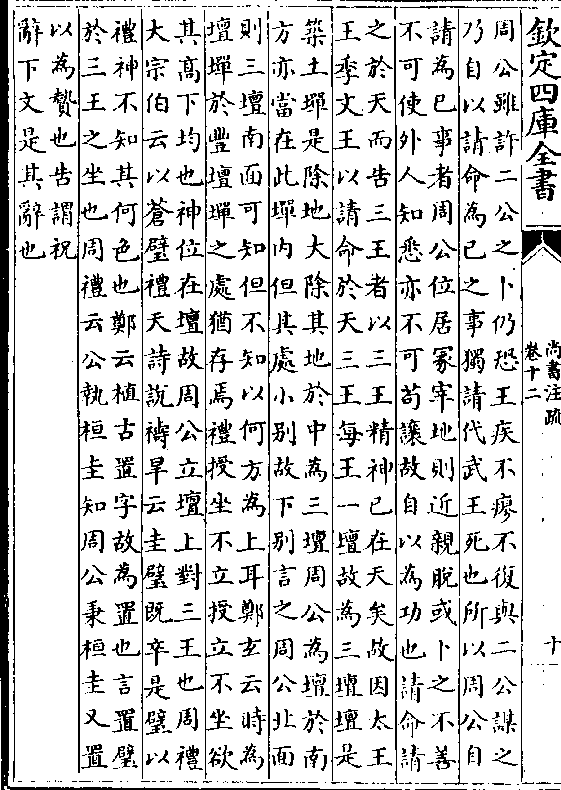 欽定四庫全書
尚書注疏
卷十二
十
周公雖許二公之卜仍恐王疾不瘳不復與二公謀之
乃自以請命為已之事獨請代武王死也所以周公自
請為已事者周公位居冢宰地則近親脫或卜之不善
不可使外人知悉亦不可苟讓故自以為功也請命請
之於天而告三王者以三王精神已在天矣故因太王
王季文王以請命於天三王每王一壇故為三壇壇是
築土墠是除地大除其地於中為三壇周公為壇於南
方亦當在此墠内但其處小别故下别言之周公北面
則三壇南面可知但不知以何方為上耳鄭玄云時為
壇墠於豐壇墠之處猶存焉禮授坐不立授立不坐欲
其髙下均也神位在壇故周公立壇上對三王也周禮
大宗伯云以蒼璧禮天詩說禱旱云圭璧既卒是璧以
禮神不知其何色也鄭云植古置字故為置也言置璧
於三王之坐也周禮云公執桓圭知周公秉桓圭又置
以為贄也告謂祝
辭下文是其辭也